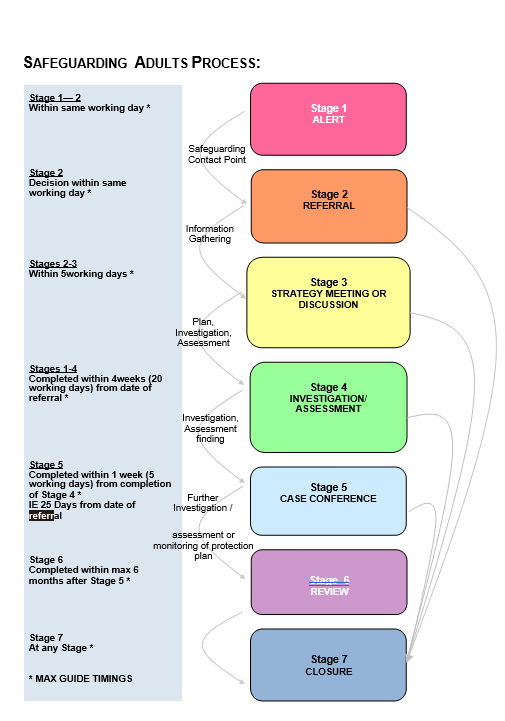 SAFEGUARDING ADULTS PROCESS:
Stage 1— 2
Within same working day *
Stage 1
ALERT
Safeguarding
Contact Point
Stage 2
Decision within same
working day *
Stage 2
REFERRAL
Information
Gathering
Stages 2-3
Within 5working days *
Stage 3
STRATEGY MEETING OR
DISCUSSION
Plan,
Investigation,
Assessment
Stages 1-4
Completed within 4weeks (20
working days) from date of
referral *
Stage 4
INVESTIGATION/
ASSESSMENT
Investigation,
Assessment
finding
Stage 5
Completed within 1 week (5
working days) from completion
of Stage 4 *
IE 25 Days from date of
referral
Stage 5
CASE CONFERENCE
Further
Investigation /
assessment or
monitoring of protection
plan
Stage 6
Completed within max 6
months after Stage 5 *
Stage 6
REVIEW
Stage 7
At any Stage *
Stage 7
CLOSURE
* MAX GUIDE TIMINGS